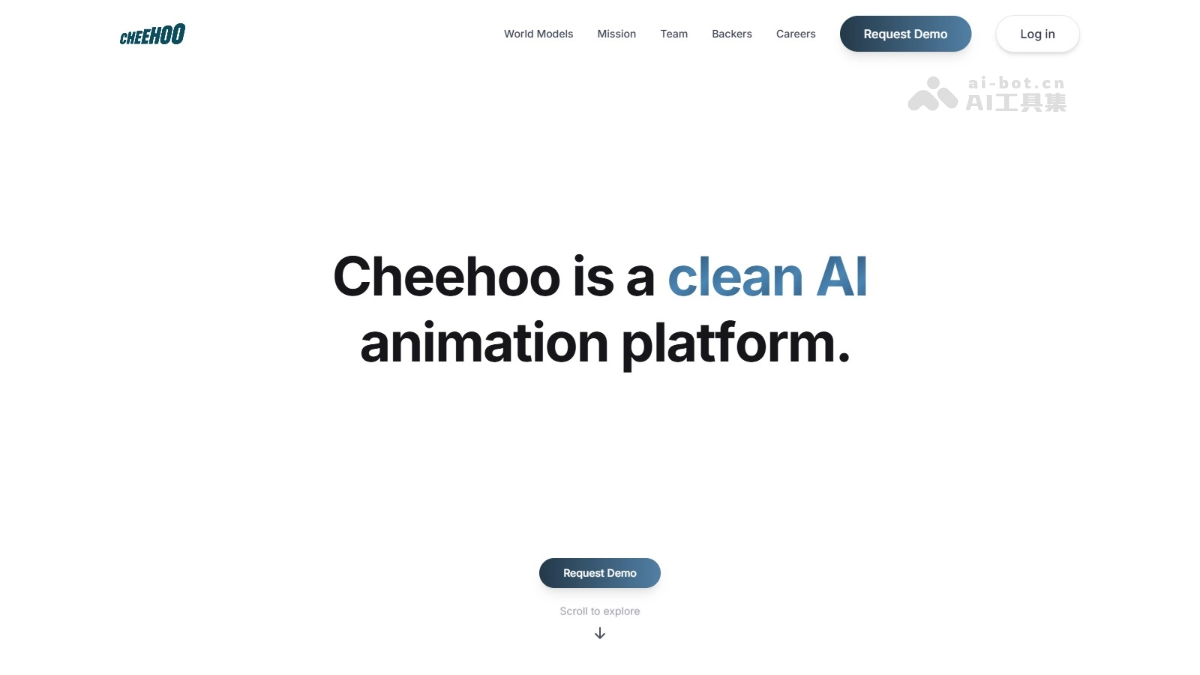 CHEEHOO
World Models
Mission
Team
Backers
Careers
Request Demo
Log in
ai-bot.cn
AI工具集
Cheehoo is a clean AI
animation platform.
Request Demo
Scroll to explore